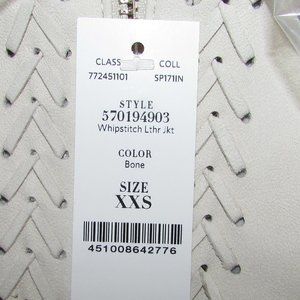 CLASS COLL
772451101 SP171IN
STYLE
570194903
Whipstitch Lthr Jkt
COLOR
Bone
SIZE
XXS
451008642776